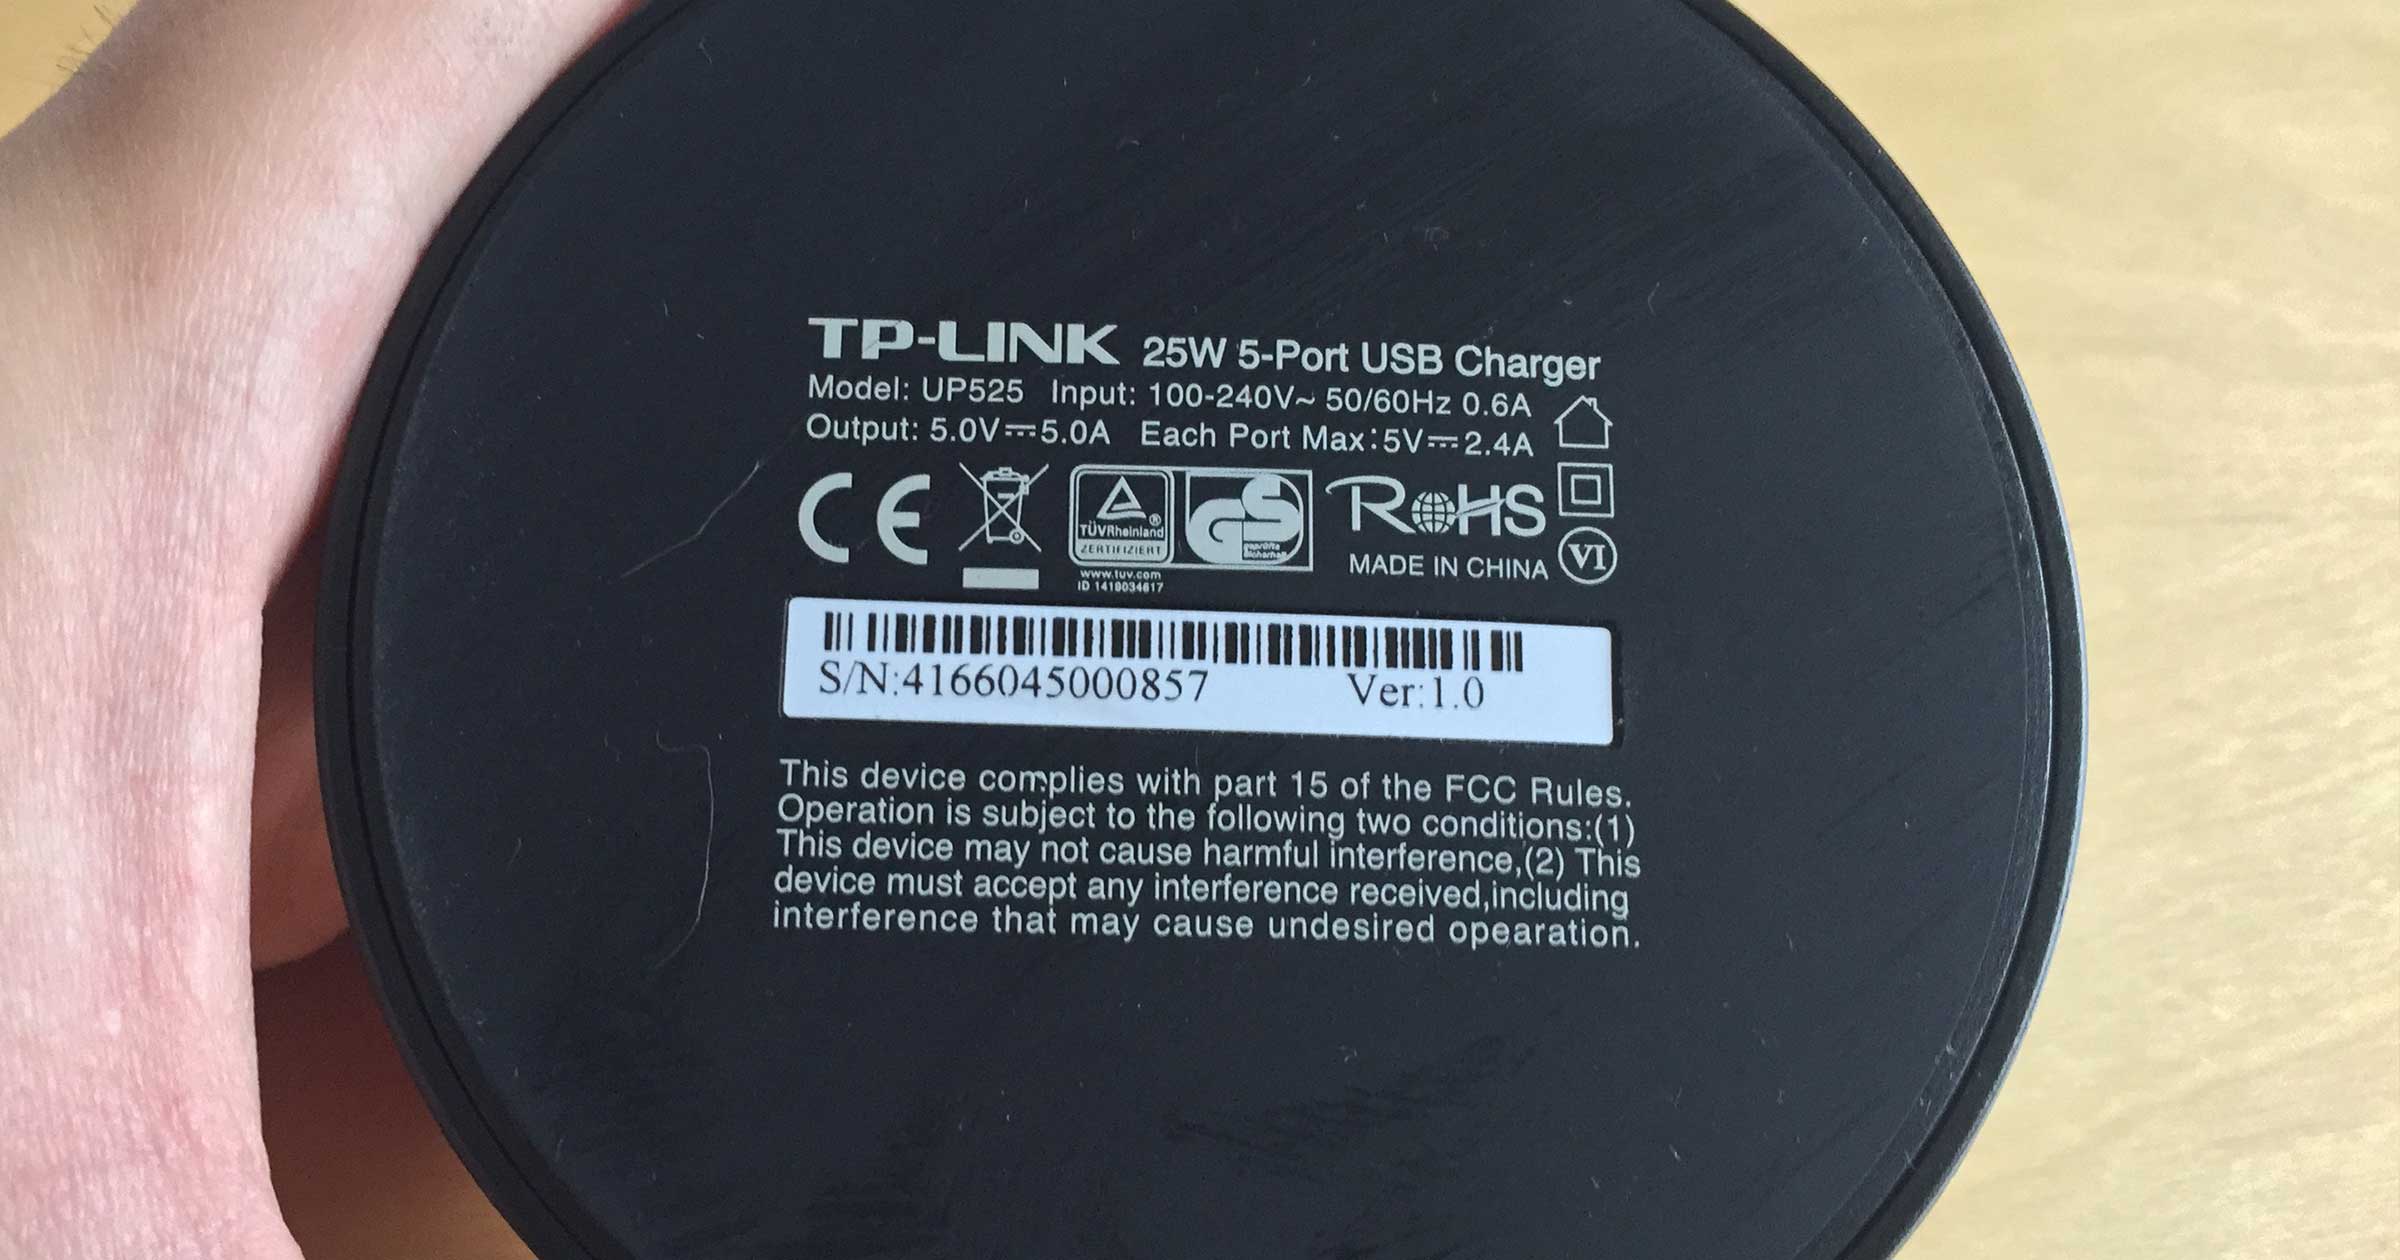 TP-LINK 25W 5-Port USB Charger
Model: UP525 Input: 100-240V~ 50/60Hz 0.6A
Output: 5.0V⎓5.0A Each Port Max:5V⎓2.4A
CE
TÜVRheinland®
ZERTIFIZIERT
GS
geprüfte
Sicherheit
RoHS
www.tuv.com
ID 1419034617
MADE IN CHINA
VI
S/N:4166045000857 Ver:1.0
This device complies with part 15 of the FCC Rules.
Operation is subject to the following two conditions:(1)
This device may not cause harmful interference,(2) This
device must accept any interference received,including
interference that may cause undesired opearation.